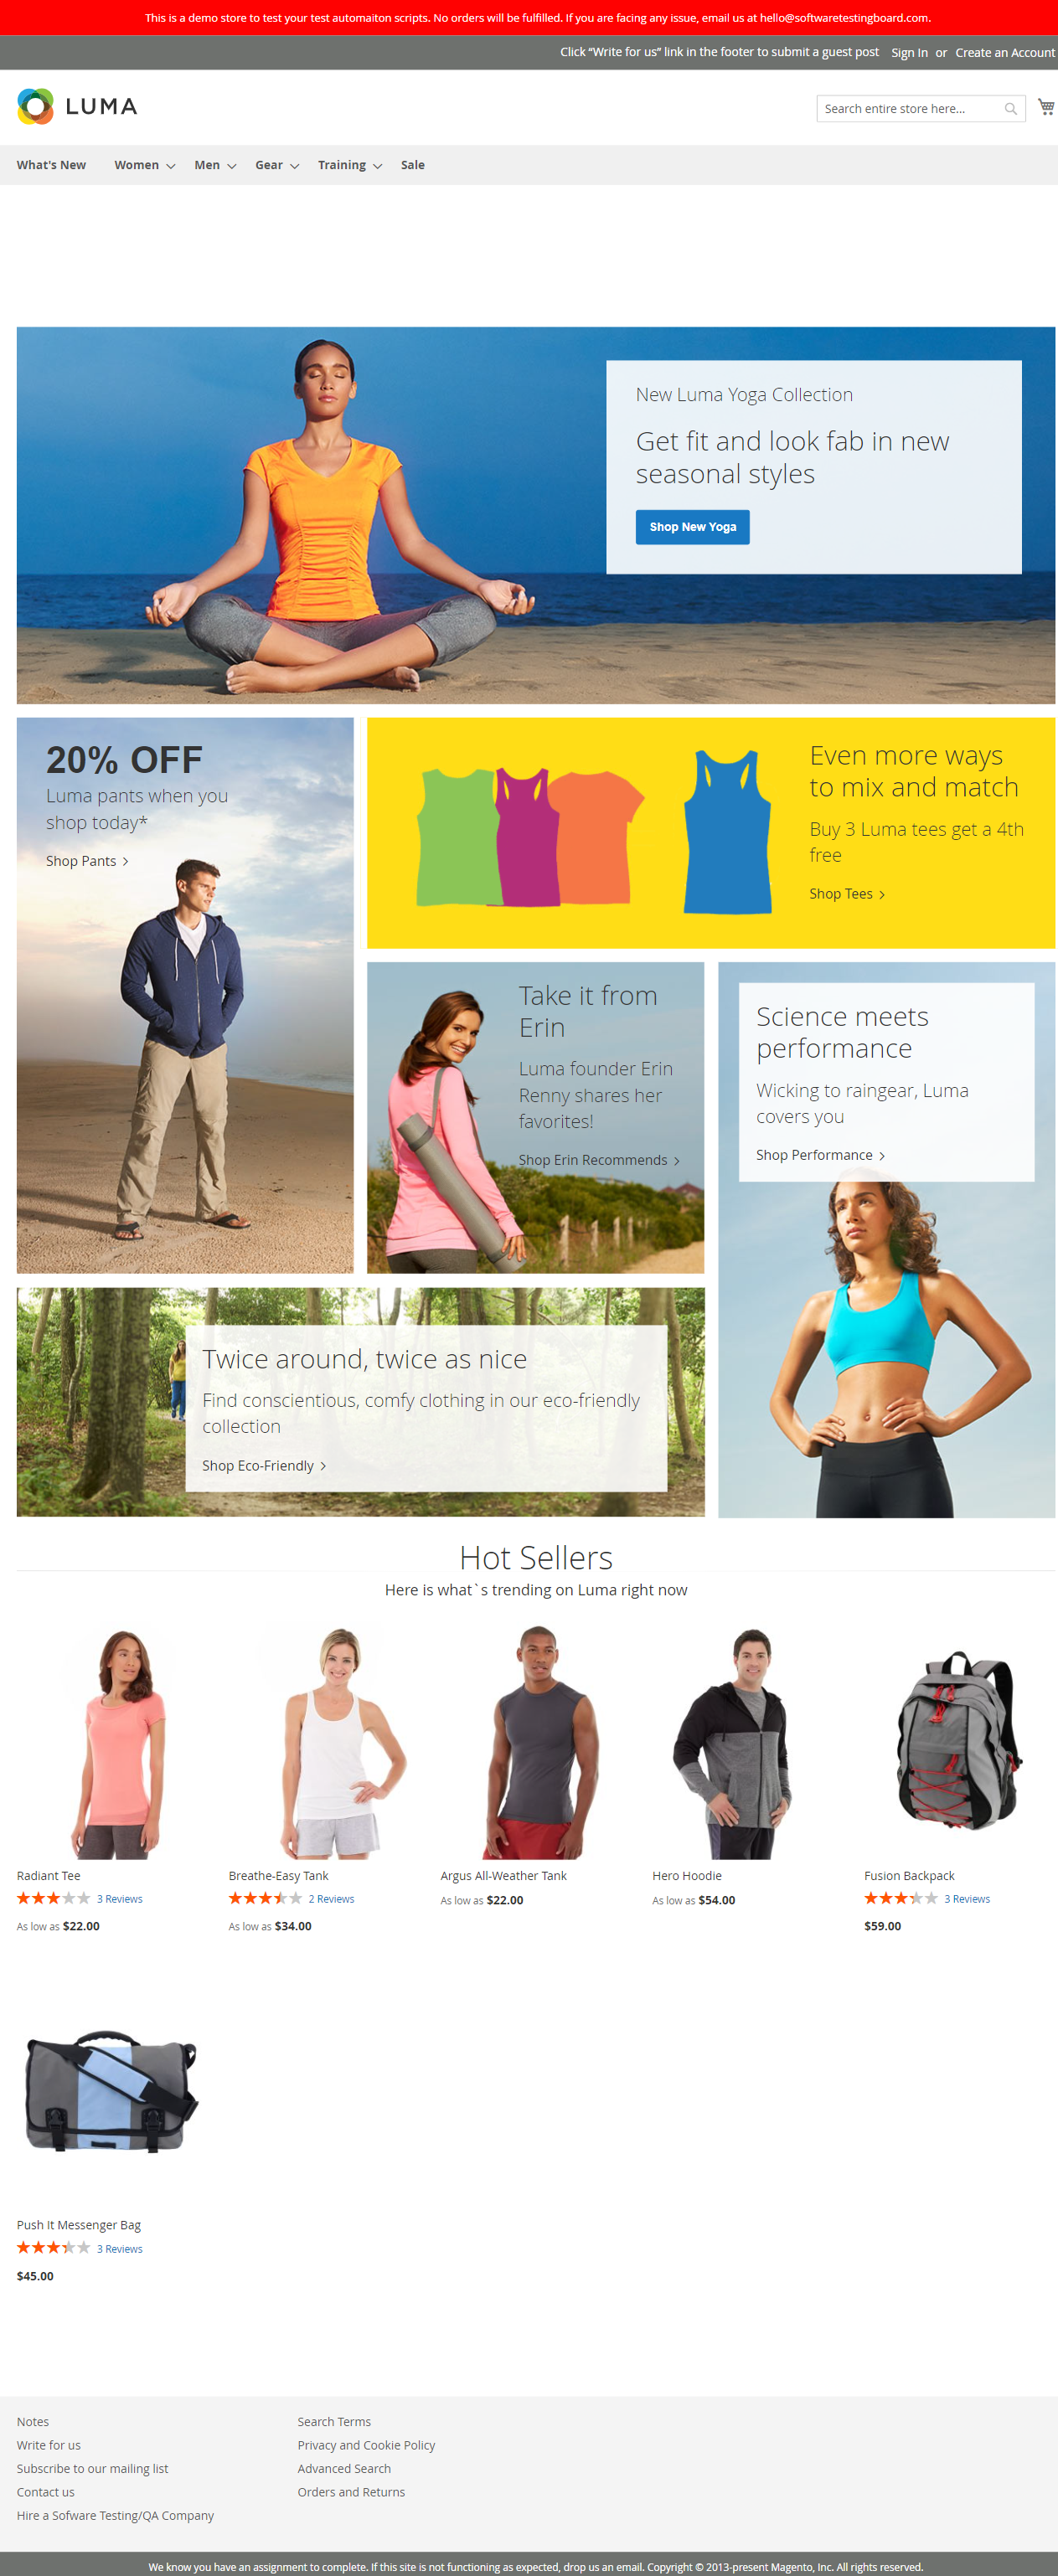 This is a demo store to test your test automaiton scripts. No orders will be fulfilled. If you are facing any issue, email us at hello@softwaretestingboard.com.
Click “Write for us” link in the footer to submit a guest post Sign In or Create an Account
LUMA
Search entire store here...
What's New Women Men Gear Training Sale
New Luma Yoga Collection
Get fit and look fab in new
seasonal styles
Shop New Yoga
20% OFF
Luma pants when you
shop today*
Shop Pants
Even more ways
to mix and match
Buy 3 Luma tees get a 4th
free
Shop Tees
Take it from
Erin
Luma founder Erin
Renny shares her
favorites!
Shop Erin Recommends
Science meets
performance
Wicking to raingear, Luma
covers you
Shop Performance
Twice around, twice as nice
Find conscientious, comfy clothing in our eco-friendly
collection
Shop Eco-Friendly
Hot Sellers
Here is what`s trending on Luma right now
Radiant Tee
3 Reviews
As low as $22.00
Breathe-Easy Tank
2 Reviews
As low as $34.00
Argus All-Weather Tank
As low as $22.00
Hero Hoodie
As low as $54.00
Fusion Backpack
3 Reviews
$59.00
Push It Messenger Bag
3 Reviews
$45.00
Notes
Write for us
Subscribe to our mailing list
Contact us
Hire a Sofware Testing/QA Company
Search Terms
Privacy and Cookie Policy
Advanced Search
Orders and Returns
We know you have an assignment to complete. If this site is not functioning as expected, drop us an email. Copyright © 2013-present Magento, Inc. All rights reserved.